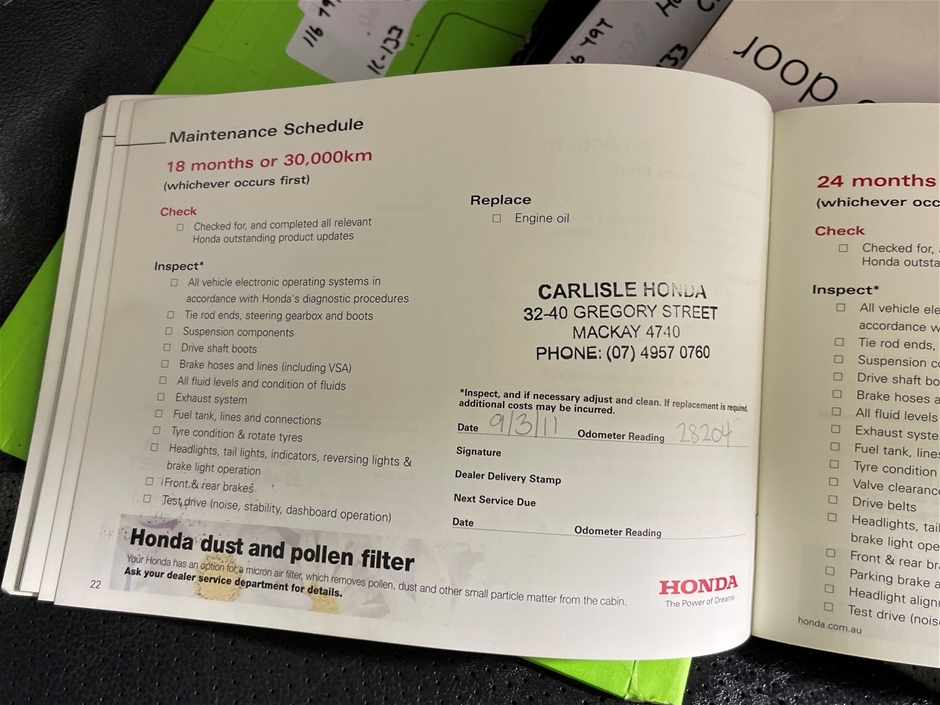 116 797
1C-133
16 797
33
door
Maintenance Schedule
18 months or 30,000km
(whichever occurs first)
Check
Checked for, and completed all relevant
Honda outstanding product updates
Inspect*
All vehicle electronic operating systems in
accordance with Honda's diagnostic procedures
Tie rod ends, steering gearbox and boots
Suspension components
Drive shaft boots
Brake hoses and lines (including VSA)
All fluid levels and condition of fluids
Exhaust system
Fuel tank, lines and connections
Tyre condition & rotate tyres
Headlights, tail lights, indicators, reversing lights &
brake light operation
Front & rear brakes
Test drive (noise, stability, dashboard operation)
Replace
Engine oil
CARLISLE HONDA
32-40 GREGORY STREET
MACKAY 4740
PHONE: (07) 4957 0760
*Inspect, and if necessary adjust and clean. If replacement is required,
additional costs may be incurred.
Date 9/3/11 Odometer Reading 28204
Signature
Dealer Delivery Stamp
Next Service Due
Date Odometer Reading
Honda dust and pollen filter
Your Honda has an option for a micron air filter, which removes pollen, dust and other small particle matter from the cabin.
Ask your dealer service department for details.
HONDA
The Power of Dreams
22
24 months
(whichever occ
Check
Checked for,
Honda outsta
Inspect*
All vehicle ele
accordance w
Tie rod ends,
Suspension c
Drive shaft bo
Brake hoses a
All fluid levels
Exhaust syste
Fuel tank, line
Tyre condition
Valve clearanc
Drive belts
Headlights, tai
brake light ope
Front & rear bra
Parking brake a
Headlight alignr
Test drive (nois
honda.com.au